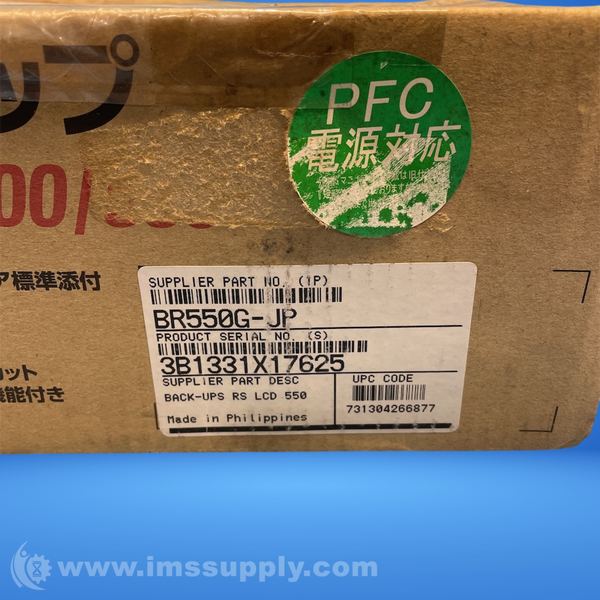 ップ
PFC
電源対応
00/
ア標準添付
カット
機能付き
SUPPLIER PART NO. (1P)
BR550G-JP
PRODUCT SERIAL NO. (S)
3B1331X17625
SUPPLIER PART DESC
BACK-UPS RS LCD 550
Made in Philippines
UPC CODE
731304266877
www.imssupply.com